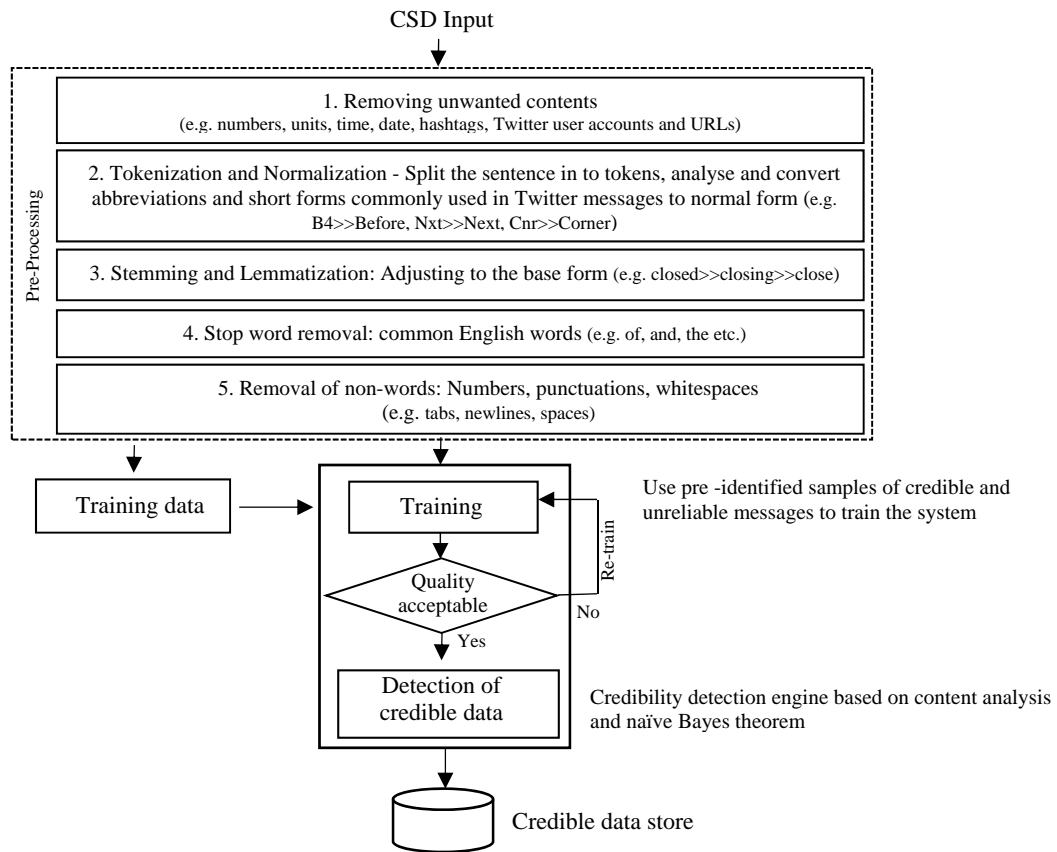 CSD Input
Pre-Processing
1. Removing unwanted contents
(e.g. numbers, units, time, date, hashtags, Twitter user accounts and URLs)
2. Tokenization and Normalization - Split the sentence in to tokens, analyse and convert
abbreviations and short forms commonly used in Twitter messages to normal form (e.g.
B4>>Before, Nxt>>Next, Cnr>>Corner)
3. Stemming and Lemmatization: Adjusting to the base form (e.g. closed>>closing>>close)
4. Stop word removal: common English words (e.g. of, and, the etc.)
5. Removal of non-words: Numbers, punctuations, whitespaces
(e.g. tabs, newlines, spaces)
Training data
Training
Use pre -identified samples of credible and
unreliable messages to train the system
Re-train
Quality
acceptable
No
Yes
Detection of
credible data
Credibility detection engine based on content analysis
and naïve Bayes theorem
Credible data store